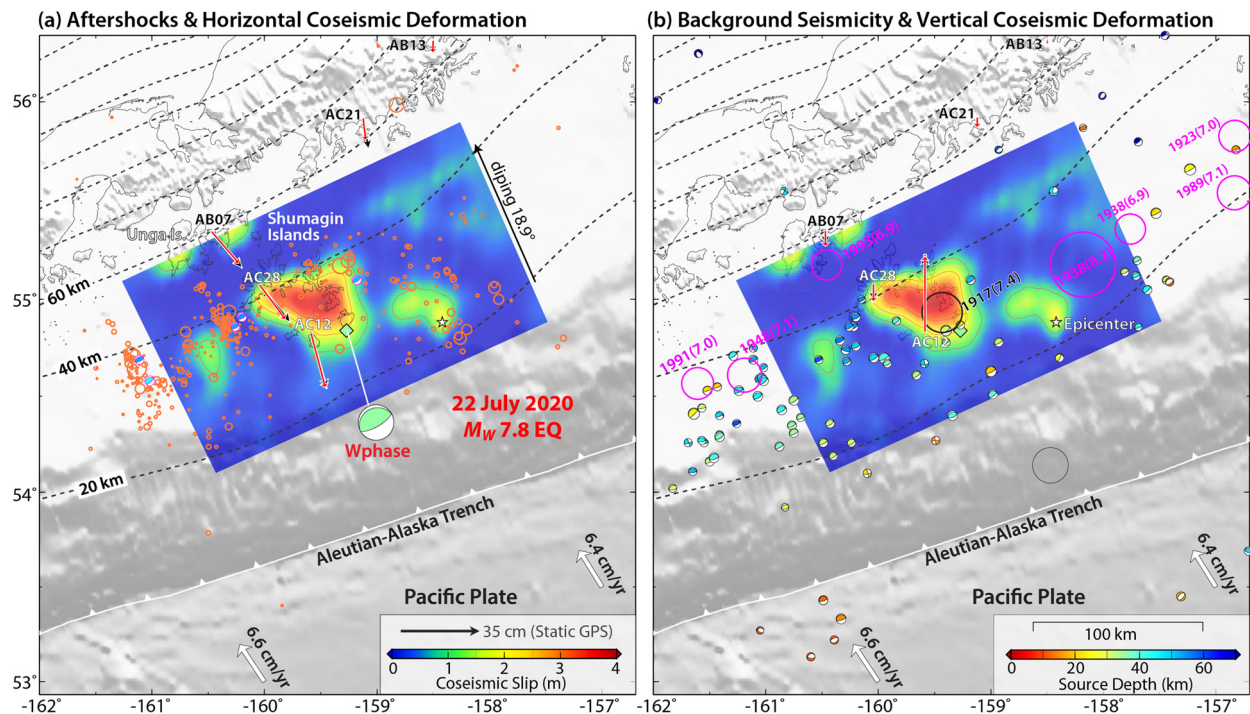 (a) Aftershocks & Horizontal Coseismic Deformation
AB13
56°
AC21
diping 18.9°
AB07
Unga Is.
Shumagin
Islands
AC28
60 km
55°
AC12
40 km
22 July 2020
MW 7.8 EQ
Wphase
20 km
54°
Aleutian-Alaska Trench
6.4 cm/yr
Pacific Plate
35 cm (Static GPS)
6.6 cm/yr
0 1 2 3 4
Coseismic Slip (m)
53°
-162° -161° -160° -159° -158° -157°
(b) Background Seismicity & Vertical Coseismic Deformation
AB13
AC21
1923(7.0)
1989(7.1)
1938(6.9)
AB07
1993(6.9)
1938(8.2)
AC28
1917(7.4)
Epicenter
AC12
1948(7.1)
1991(7.0)
Aleutian-Alaska Trench
6.4 cm/yr
Pacific Plate
100 km
6.6 cm/yr
0 20 40 60
Source Depth (km)
-162° -161° -160° -159° -158° -157°